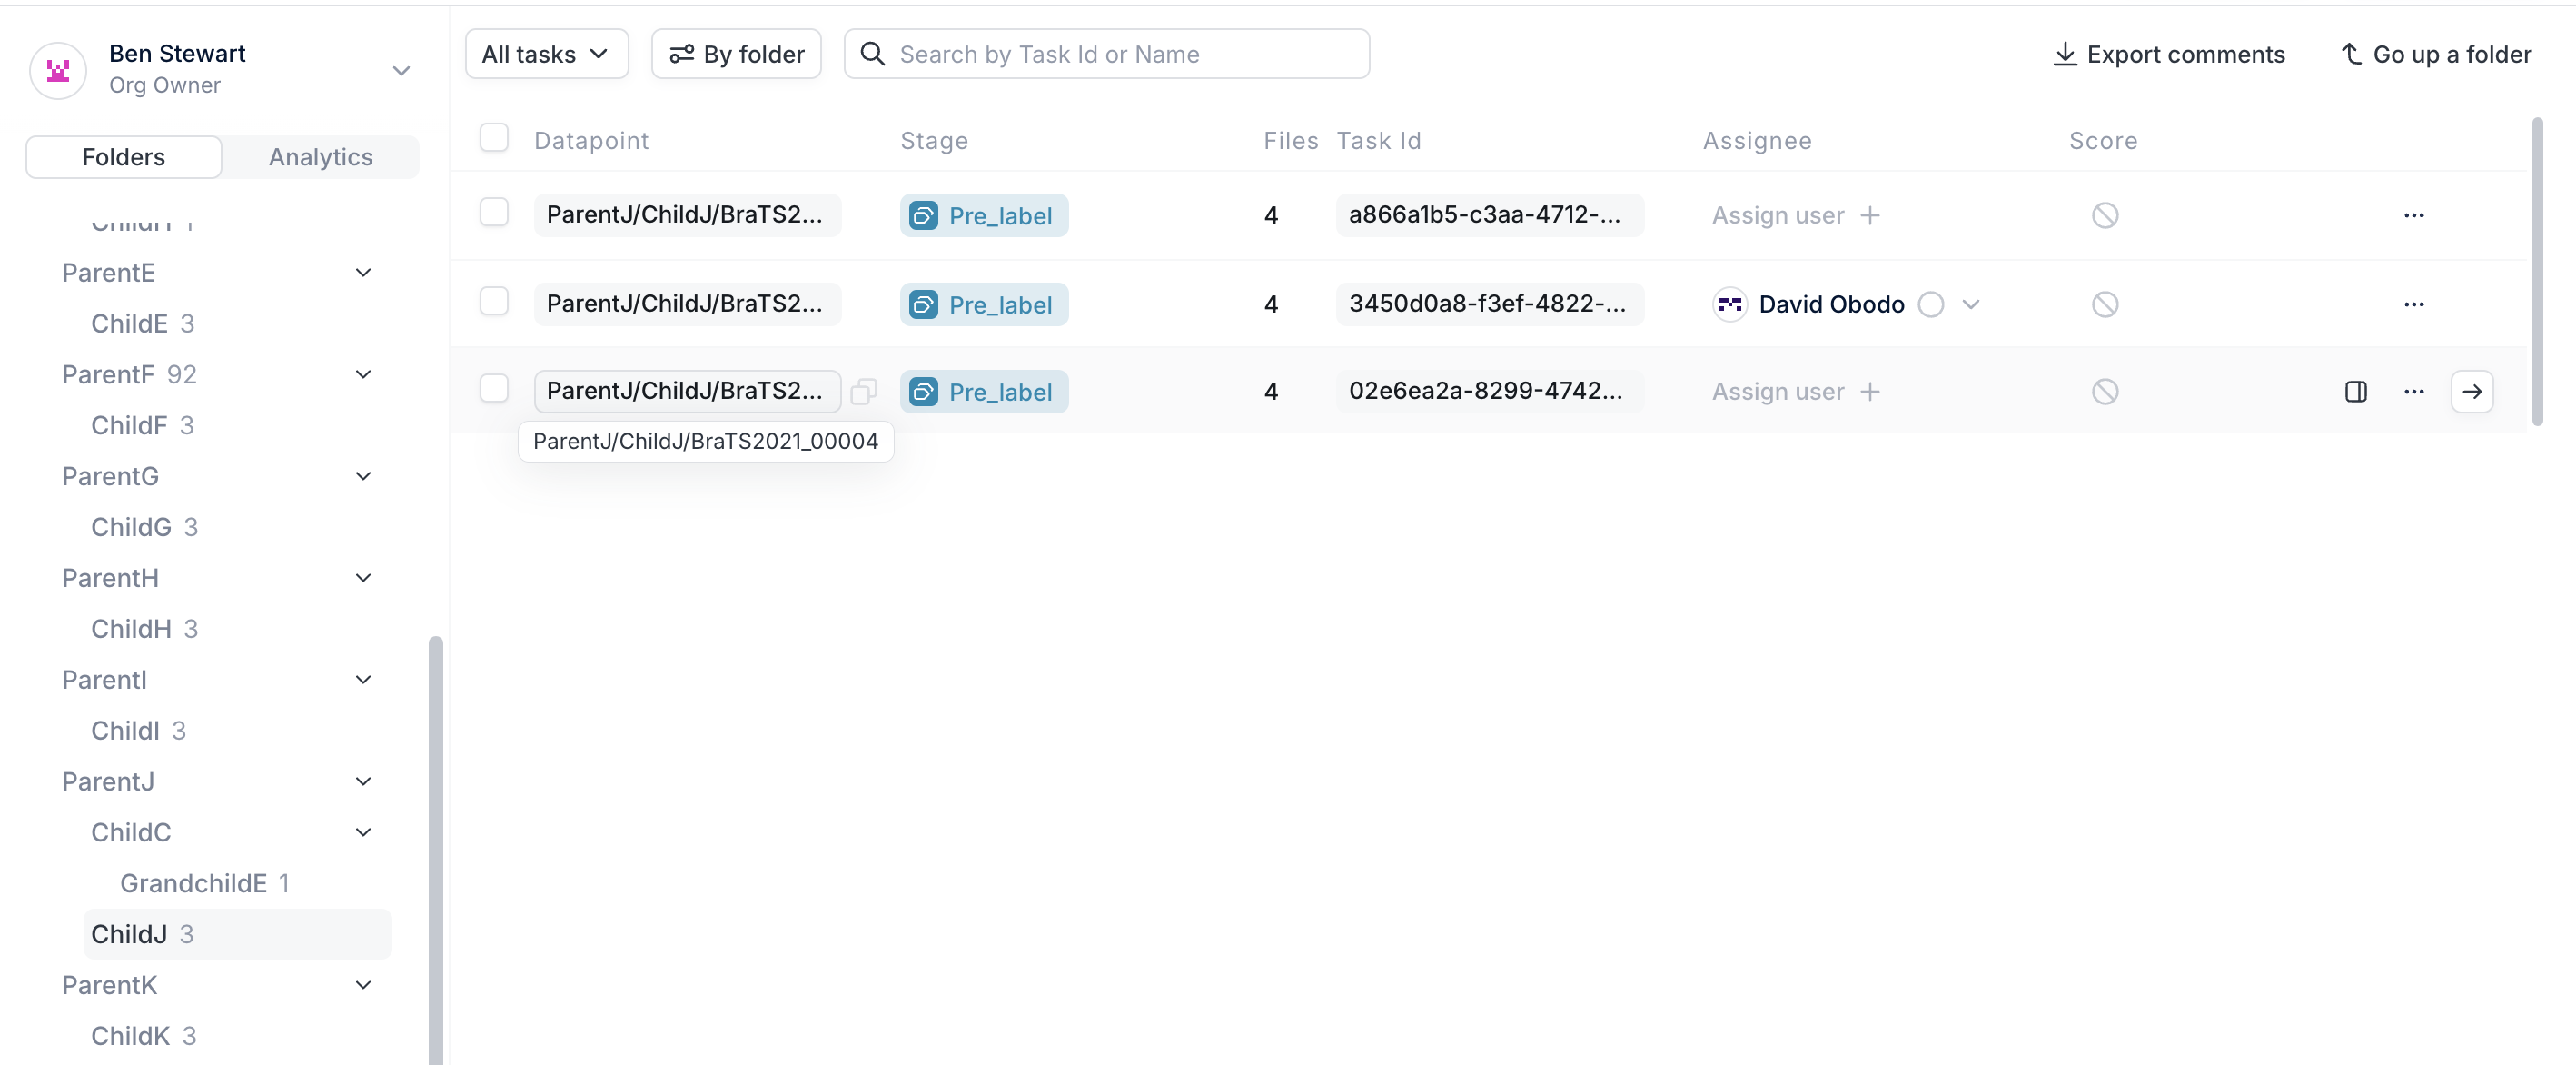 Ben Stewart
Org Owner
Folders Analytics
ParentE
ChildE 3
ParentF 92
ChildF 3
ParentG
ChildG 3
ParentH
ChildH 3
ParentI
ChildI 3
ParentJ
ChildC
GrandchildE 1
ChildJ 3
ParentK
ChildK 3
All tasks By folder Search by Task Id or Name Export comments Go up a folder
Datapoint Stage Files Task Id Assignee Score
ParentJ/ChildJ/BraTS2... Pre_label 4 a866a1b5-c3aa-4712-... Assign user +
ParentJ/ChildJ/BraTS2... Pre_label 4 3450d0a8-f3ef-4822-... David Obodo
ParentJ/ChildJ/BraTS2... Pre_label 4 02e6ea2a-8299-4742... Assign user +
ParentJ/ChildJ/BraTS2021_00004